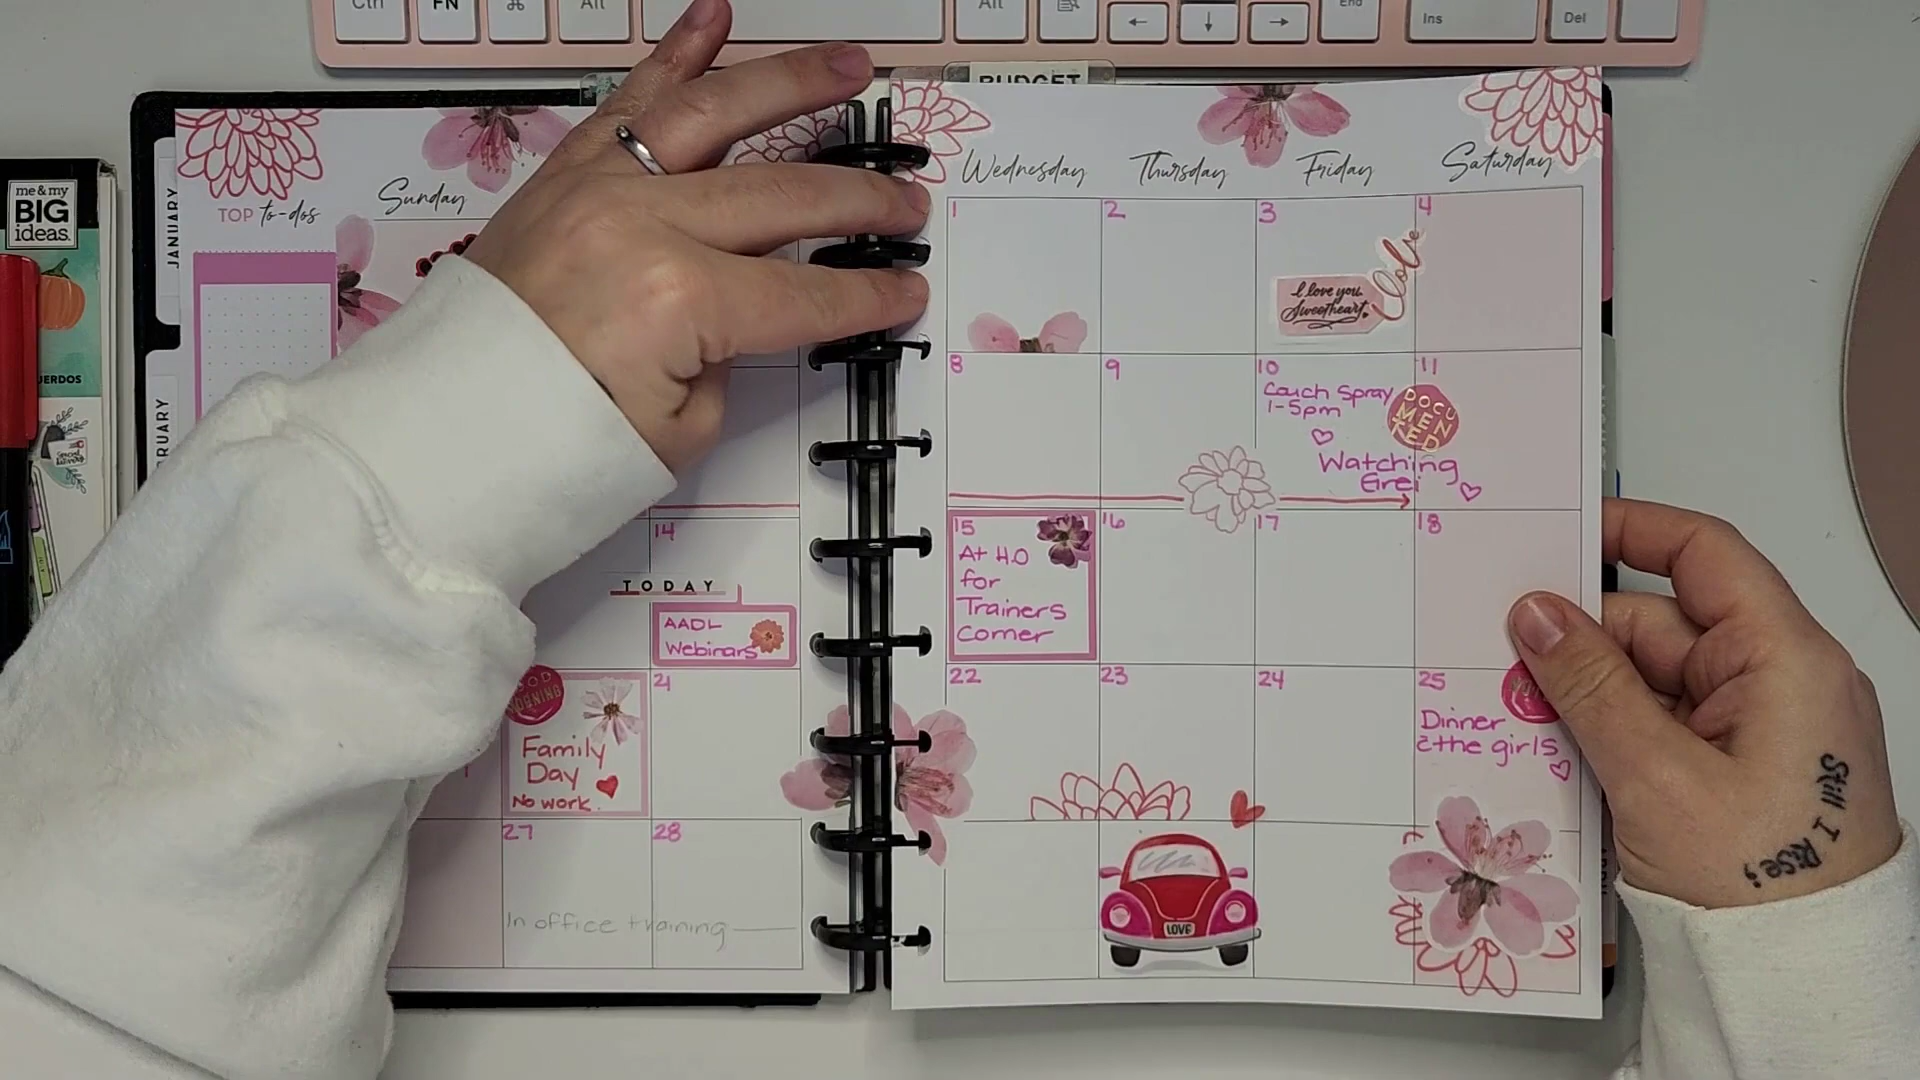 Ctrl
FN
Alt
Alt
End
Ins
Del
←
↓
→
BUDGET
me & my
BIG
ideas.
JANUARY
TOP to-dos
Sunday
Wednesday
Thursday
Friday
Saturday
1
2
3
4
I love you
Sweetheart.
Love
8
9
10
11
Couch Spray
1-5pm
DOCU
MEN
TED
Watching
14
TODAY
AADL
Webinars
15
At H.O
for
Trainers
Corner
16
17
18
21
Family
Day
No work.
22
23
24
25
Dinner
the girls
27
28
In office training
LOVE
Still I Rise;